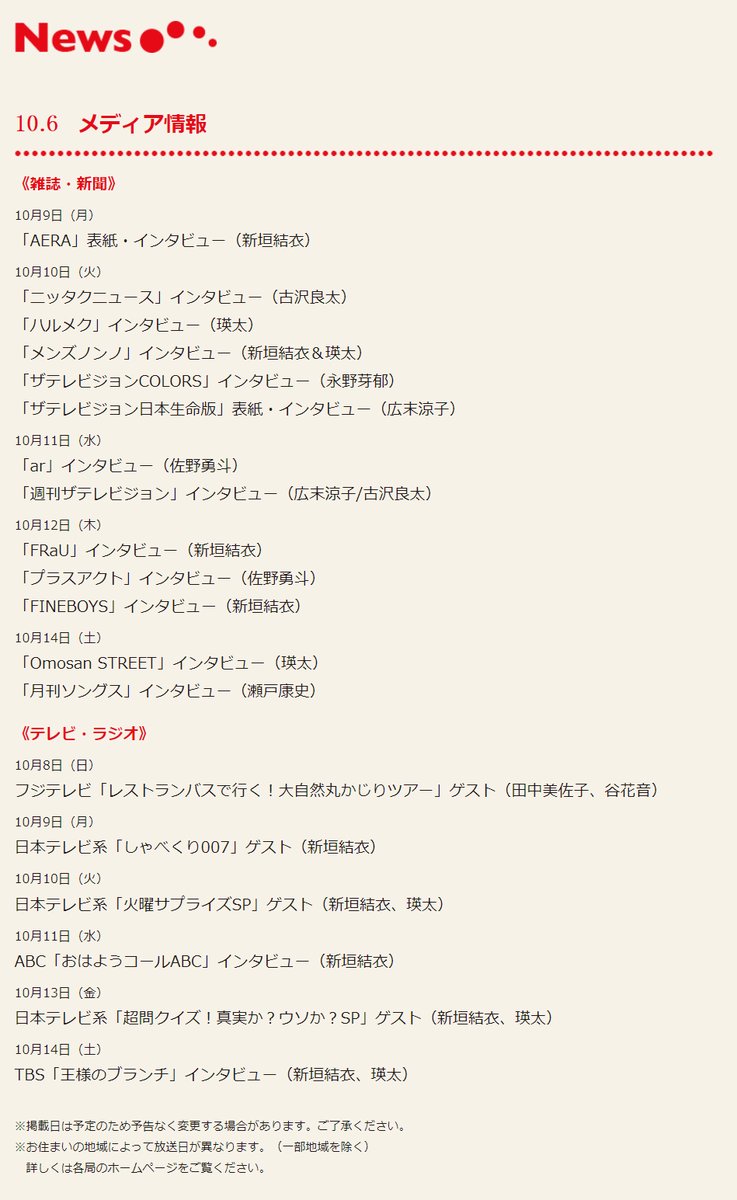 News
10.6　メディア情報
《雑誌・新聞》
10月9日（月）
「AERA」表紙・インタビュー（新垣結衣）
10月10日（火）
「ニッタクニュース」インタビュー（古沢良太）
「ハルメク」インタビュー（瑛太）
「メンズノンノ」インタビュー（新垣結衣＆瑛太）
「ザテレビジョンCOLORS」インタビュー（永野芽郁）
「ザテレビジョン日本生命版」表紙・インタビュー（広末涼子）
10月11日（水）
「ar」インタビュー（佐野勇斗）
「週刊ザテレビジョン」インタビュー（広末涼子/古沢良太）
10月12日（木）
「FRaU」インタビュー（新垣結衣）
「プラスアクト」インタビュー（佐野勇斗）
「FINEBOYS」インタビュー（新垣結衣）
10月14日（土）
「Omosan STREET」インタビュー（瑛太）
「月刊ソングス」インタビュー（瀬戸康史）
《テレビ・ラジオ》
10月8日（日）
フジテレビ「レストランバスで行く！大自然丸かじりツアー」ゲスト（田中美佐子、谷花音）
10月9日（月）
日本テレビ系「しゃべくり007」ゲスト（新垣結衣）
10月10日（火）
日本テレビ系「火曜サプライズSP」ゲスト（新垣結衣、瑛太）
10月11日（水）
ABC「おはようコールABC」インタビュー（新垣結衣）
10月13日（金）
日本テレビ系「超問クイズ！真実か？ウソか？SP」ゲスト（新垣結衣、瑛太）
10月14日（土）
TBS「王様のブランチ」インタビュー（新垣結衣、瑛太）
※掲載日は予定のため予告なく変更する場合があります。ご了承ください。
※お住まいの地域によって放送日が異なります。（一部地域を除く）
詳しくは各局のホームページをご覧ください。